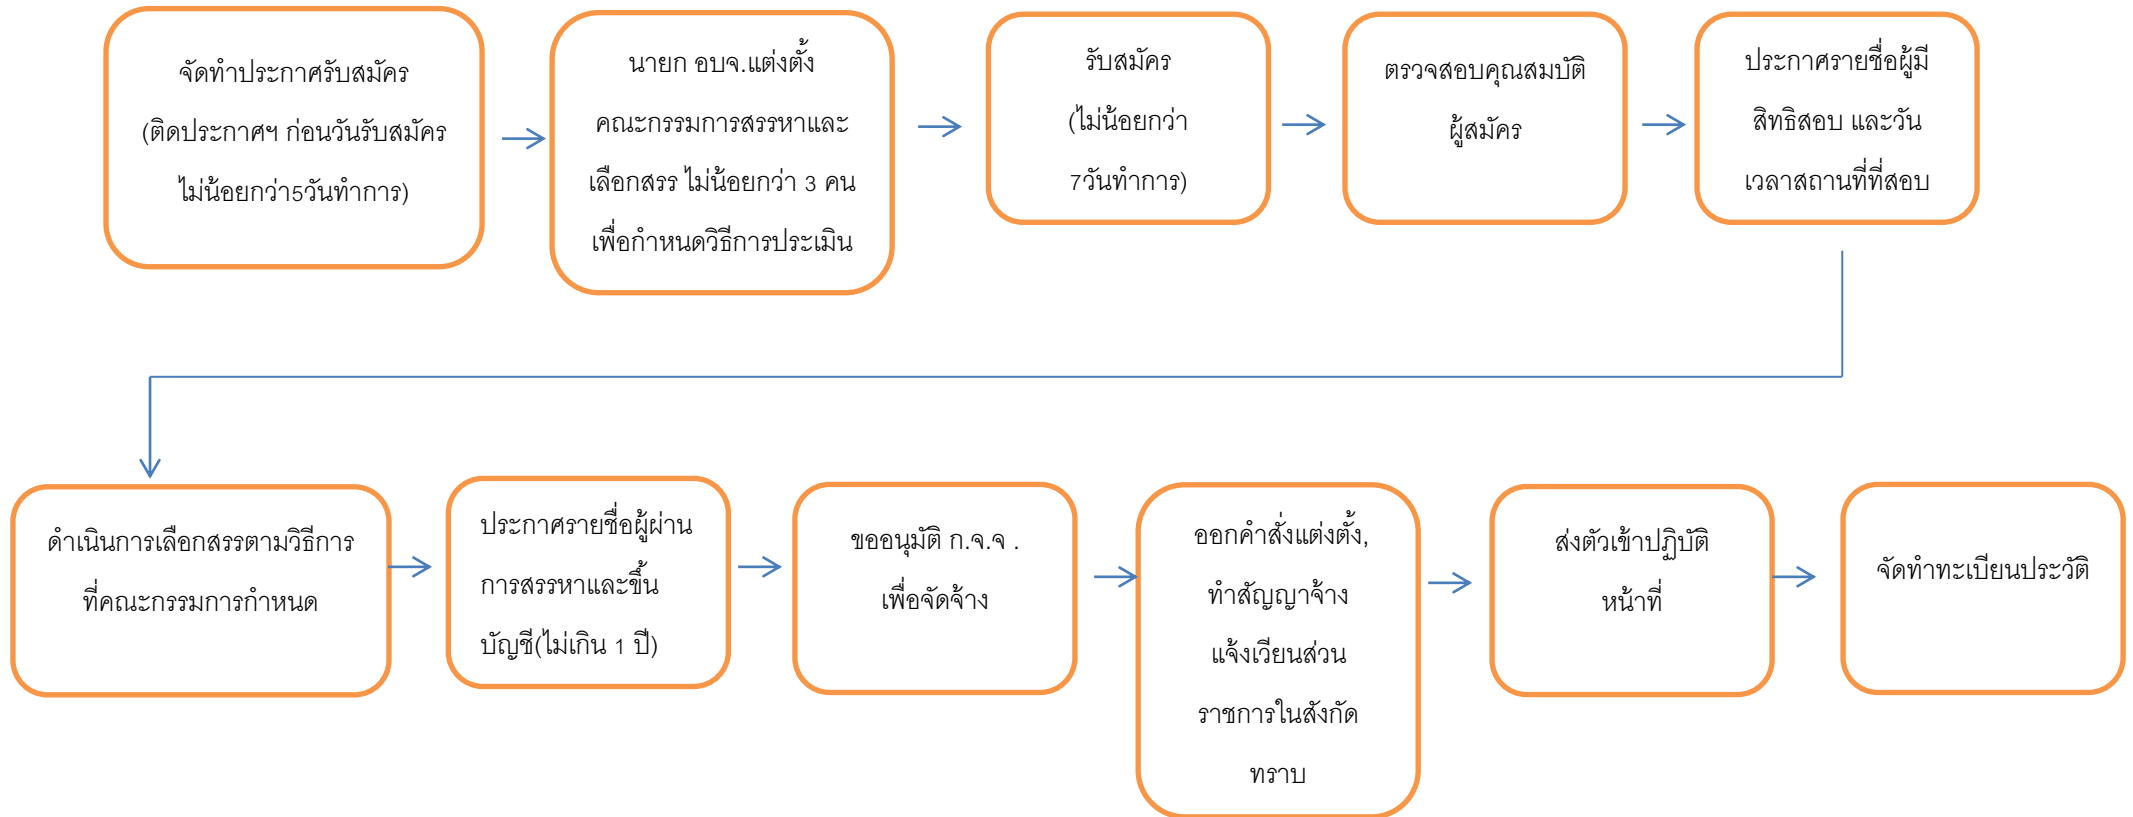 จัดทำประกาศรับสมัคร
(ติดประกาศฯ ก่อนวันรับสมัคร
ไม่น้อยกว่า5วันทำการ)
นายก อบจ.แต่งตั้ง
คณะกรรมการสรรหาและ
เลือกสรร ไม่น้อยกว่า 3 คน
เพื่อกำหนดวิธีการประเมิน
รับสมัคร
(ไม่น้อยกว่า
7วันทำการ)
ตรวจสอบคุณสมบัติ
ผู้สมัคร
ประกาศรายชื่อผู้มี
สิทธิสอบ และวัน
เวลาสถานที่ที่สอบ
ดำเนินการเลือกสรรตามวิธีการ
ที่คณะกรรมการกำหนด
ประกาศรายชื่อผู้ผ่าน
การสรรหาและขึ้น
บัญชี(ไม่เกิน 1 ปี)
ขออนุมัติ ก.จ.จ .
เพื่อจัดจ้าง
ออกคำสั่งแต่งตั้ง,
ทำสัญญาจ้าง
แจ้งเวียนส่วน
ราชการในสังกัด
ทราบ
ส่งตัวเข้าปฏิบัติ
หน้าที่
จัดทำทะเบียนประวัติ